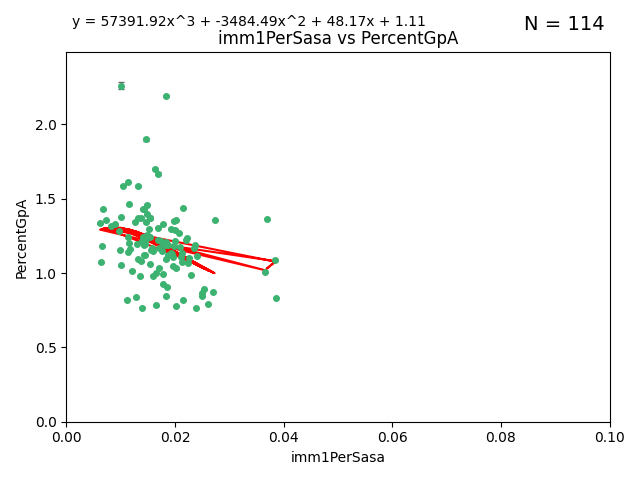 y = 57391.92x^3 + -3484.49x^2 + 48.17x + 1.11
N = 114
imm1PerSasa vs PercentGpA
PercentGpA
2.0
1.5
1.0
0.5
0.0
0.00 0.02 0.04 0.06 0.08 0.10
imm1PerSasa